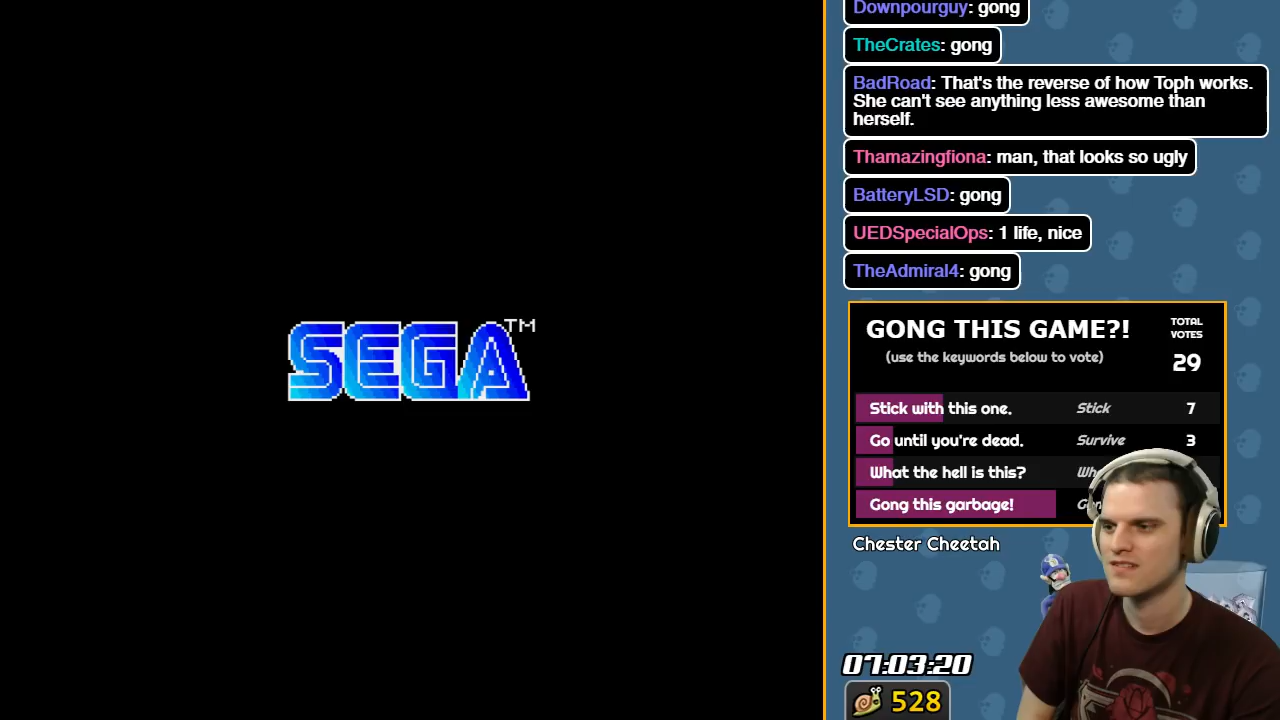 Downpourguy: gong
TheCrates: gong
BadRoad: That's the reverse of how Toph works.
She can't see anything less awesome than
herself.
Thamazingfiona: man, that looks so ugly
BatteryLSD: gong
UEDSpecialOps: 1 life, nice
TheAdmiral4: gong
SEGA TM
GONG THIS GAME?!
(use the keywords below to vote)
TOTAL
VOTES
29
Stick with this one. Stick 7
Go until you're dead. Survive 3
What the hell is this?
Gong this garbage!
Chester Cheetah
07:03:20
528